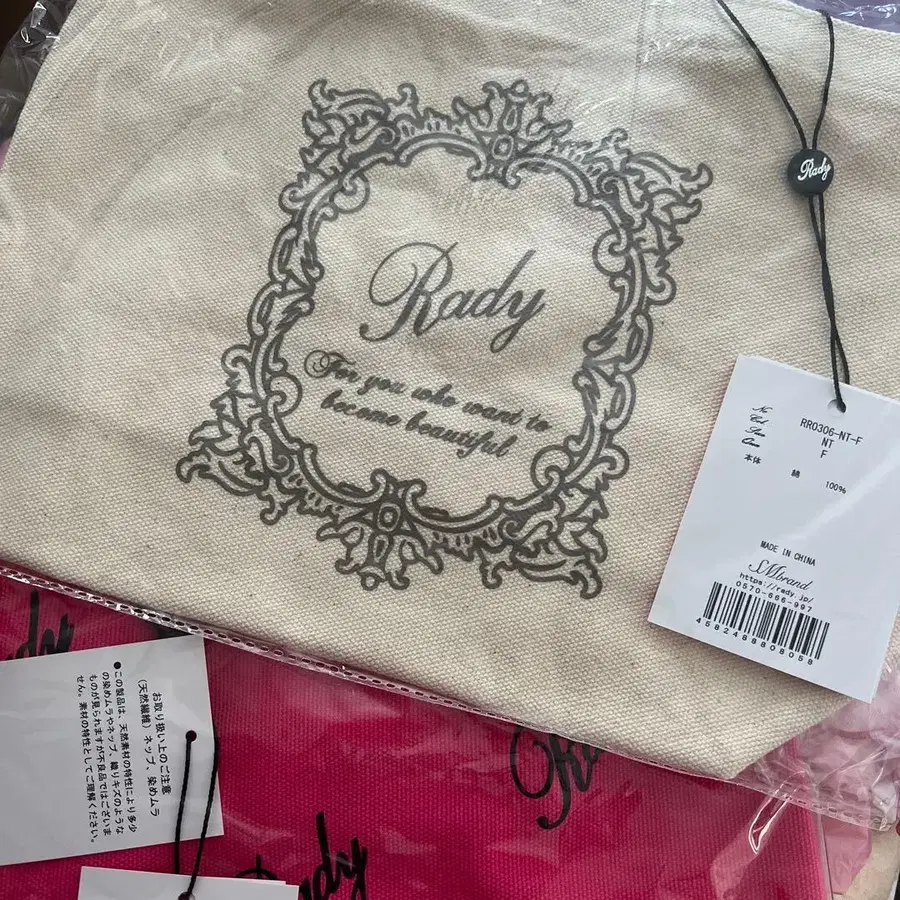 Rady
For you who want to
become beautiful
Rady
No RR0306-NT-F
Col NT
Size F
本体 綿 100%
MADE IN CHINA
SMbrand
https://rady.jp/
0570-666-997
4582488808058
お取り扱い上のご注意
(天然繊維)ネップ、染めムラ
●この製品は、天然素材の特性により多少
の染めムラやネップ、織りキズのような
ものが見られますが不良品ではございま
せん。素材の特性としてご理解ください。
Rady